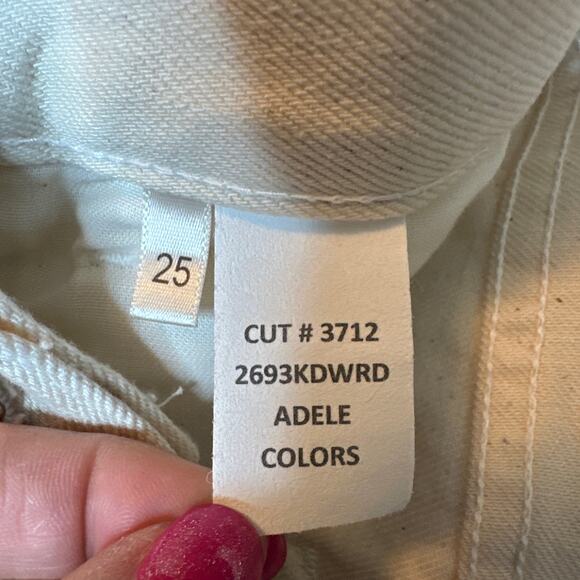 25
CUT # 3712
2693KDWRD
ADELE
COLORS